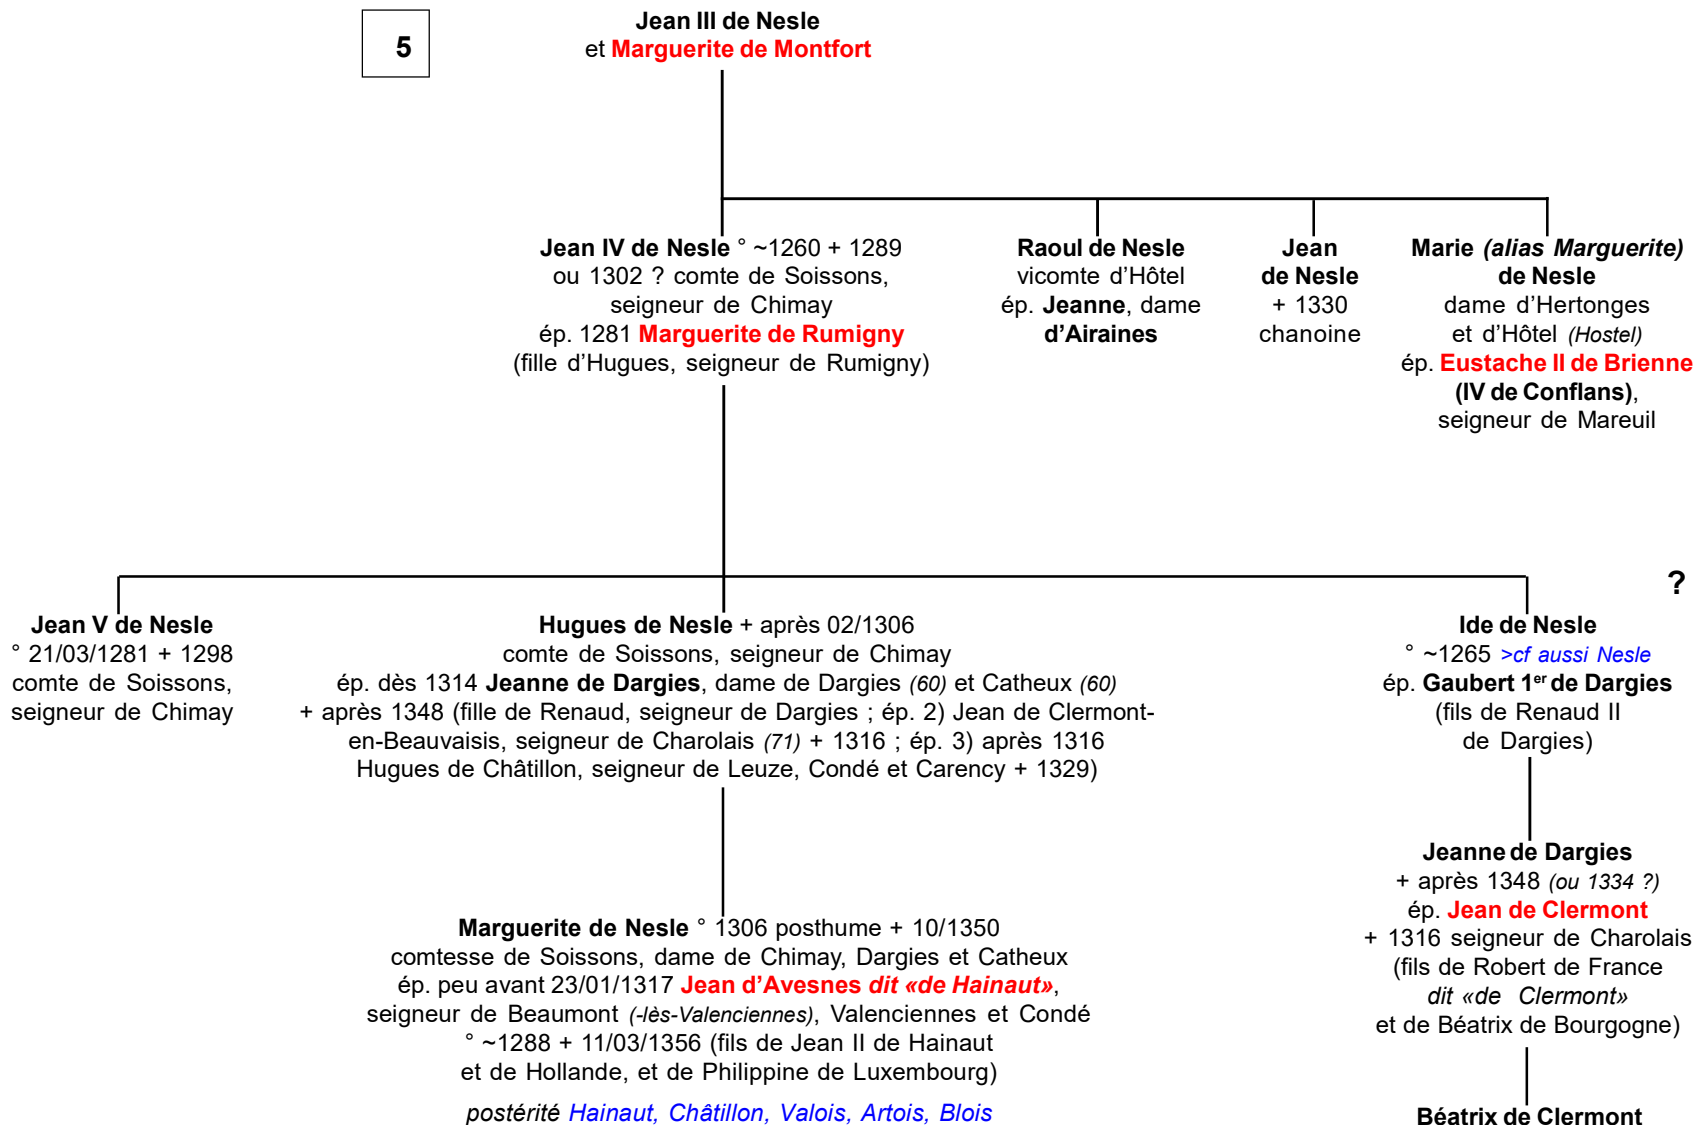 5
Jean III de Nesle
et Marguerite de Montfort
Jean IV de Nesle ° ~1260 + 1289
ou 1302 ? comte de Soissons,
seigneur de Chimay
ép. 1281 Marguerite de Rumigny
(fille d'Hugues, seigneur de Rumigny)
Raoul de Nesle
vicomte d'Hôtel
ép. Jeanne, dame
d'Airaines
Jean
de Nesle
+ 1330
chanoine
Marie (alias Marguerite)
de Nesle
dame d'Hertonges
et d'Hôtel (Hostel)
ép. Eustache II de Brienne
(IV de Conflans),
seigneur de Mareuil
Jean V de Nesle
° 21/03/1281 + 1298
comte de Soissons,
seigneur de Chimay
Hugues de Nesle + après 02/1306
comte de Soissons, seigneur de Chimay
ép. dès 1314 Jeanne de Dargies, dame de Dargies (60) et Catheux (60)
+ après 1348 (fille de Renaud, seigneur de Dargies ; ép. 2) Jean de Clermont-
en-Beauvaisis, seigneur de Charolais (71) + 1316 ; ép. 3) après 1316
Hugues de Châtillon, seigneur de Leuze, Condé et Carency + 1329)
?
Ide de Nesle
° ~1265 >cf aussi Nesle
ép. Gaubert 1er de Dargies
(fils de Renaud II
de Dargies)
Marguerite de Nesle ° 1306 posthume + 10/1350
comtesse de Soissons, dame de Chimay, Dargies et Catheux
ép. peu avant 23/01/1317 Jean d'Avesnes dit «de Hainaut»,
seigneur de Beaumont (-lès-Valenciennes), Valenciennes et Condé
° ~1288 + 11/03/1356 (fils de Jean II de Hainaut
et de Hollande, et de Philippine de Luxembourg)
postérité Hainaut, Châtillon, Valois, Artois, Blois
Jeanne de Dargies
+ après 1348 (ou 1334 ?)
ép. Jean de Clermont
+ 1316 seigneur de Charolais
(fils de Robert de France
dit «de Clermont»
et de Béatrix de Bourgogne)
Béatrix de Clermont